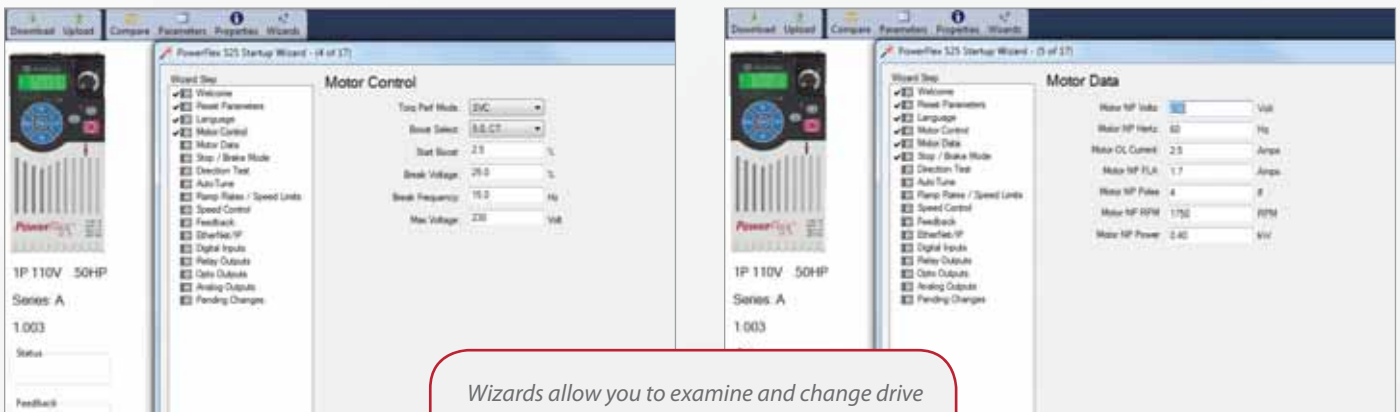 Download Upload Compare Parameters Properties Wizards
PowerFlex 525 Startup Wizard - (4 of 17)
Wizard Step
Welcome
Reset Parameters
Language
Motor Control
Motor Data
Stop / Brake Mode
Direction Test
AutoTune
Ramp Rates / Speed Limits
Speed Control
Feedback
EtherNet/IP
Digital Inputs
Relay Outputs
Opto Outputs
Analog Outputs
Pending Changes
Motor Control
Torq Perf Mode SVC
Boost Select 5.0, CT
Start Boost 2.5 %
Break Voltage 25.0 %
Break Frequency 15.0 Hz
Max Voltage 230 Volt
PowerFlex
1P 110V .50HP
Series: A
1.003
Status
Feedback
Download Upload Compare Parameters Properties Wizards
PowerFlex 525 Startup Wizard - (5 of 17)
Wizard Step
Welcome
Reset Parameters
Language
Motor Control
Motor Data
Stop / Brake Mode
Direction Test
AutoTune
Ramp Rates / Speed Limits
Speed Control
Feedback
EtherNet/IP
Digital Inputs
Relay Outputs
Opto Outputs
Analog Outputs
Pending Changes
Motor Data
Motor NP Volts Volt
Motor NP Hertz 60 Hz
Motor OL Current 2.5 Amps
Motor NP FLA 1.7 Amps
Motor NP Poles 4
Motor NP RPM 1750 RPM
Motor NP Power 0.40 kW
PowerFlex
1P 110V .50HP
Series: A
1.003
Wizards allow you to examine and change drive